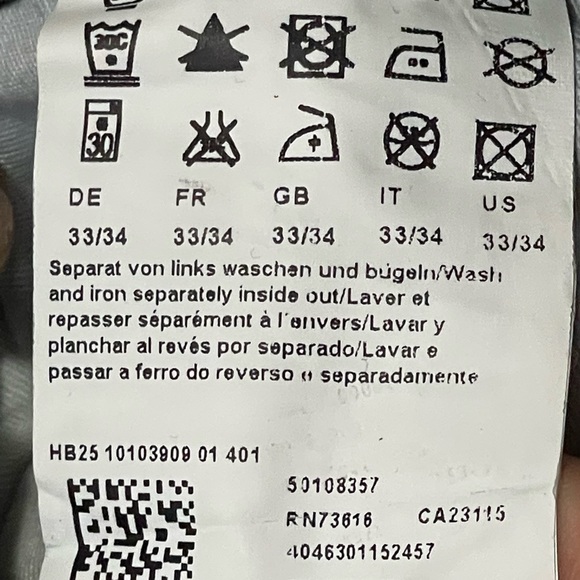 30C
30
DE FR GB IT US
33/34 33/34 33/34 33/34 33/34
Separat von links waschen und bügeln/Wash
and iron separately inside out/Laver et
repasser séparément à l'envers/Lavar y
planchar al revés por separado/Lavar e
passar a ferro do reverso e separadamente
HB25 10103909 01 401
50108357
RN73616 CA23115
4046301152457